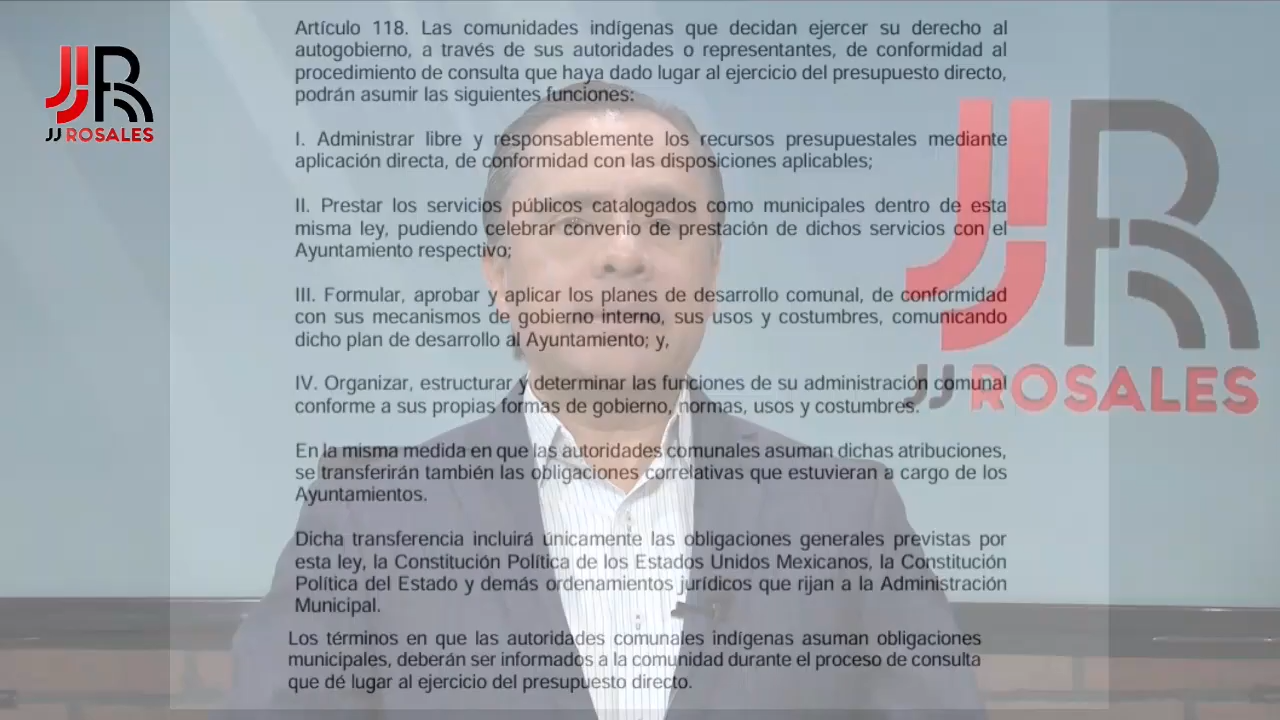 JJR
JJ ROSALES
Artículo 118. Las comunidades indígenas que decidan ejercer su derecho al
autogobierno, a través de sus autoridades o representantes, de conformidad al
procedimiento de consulta que haya dado lugar al ejercicio del presupuesto directo,
podrán asumir las siguientes funciones:
I. Administrar libre y responsablemente los recursos presupuestales mediante
aplicación directa, de conformidad con las disposiciones aplicables;
II. Prestar los servicios públicos catalogados como municipales dentro de esta
misma ley, pudiendo celebrar convenio de prestación de dichos servicios con el
Ayuntamiento respectivo;
III. Formular, aprobar y aplicar los planes de desarrollo comunal, de conformidad
con sus mecanismos de gobierno interno, sus usos y costumbres, comunicando
dicho plan de desarrollo al Ayuntamiento; y,
IV. Organizar, estructurar y determinar las funciones de su administración comunal
conforme a sus propias formas de gobierno, normas, usos y costumbres.
En la misma medida en que las autoridades comunales asuman dichas atribuciones,
se transferirán también las obligaciones correlativas que estuvieran a cargo de los
Ayuntamientos.
Dicha transferencia incluirá únicamente las obligaciones generales previstas por
esta ley, la Constitución Política de los Estados Unidos Mexicanos, la Constitución
Política del Estado y demás ordenamientos jurídicos que rijan a la Administración
Municipal.
Los términos en que las autoridades comunales indígenas asuman obligaciones
municipales, deberán ser informados a la comunidad durante el proceso de consulta
que dé lugar al ejercicio del presupuesto directo.
JJR
JJ ROSALES